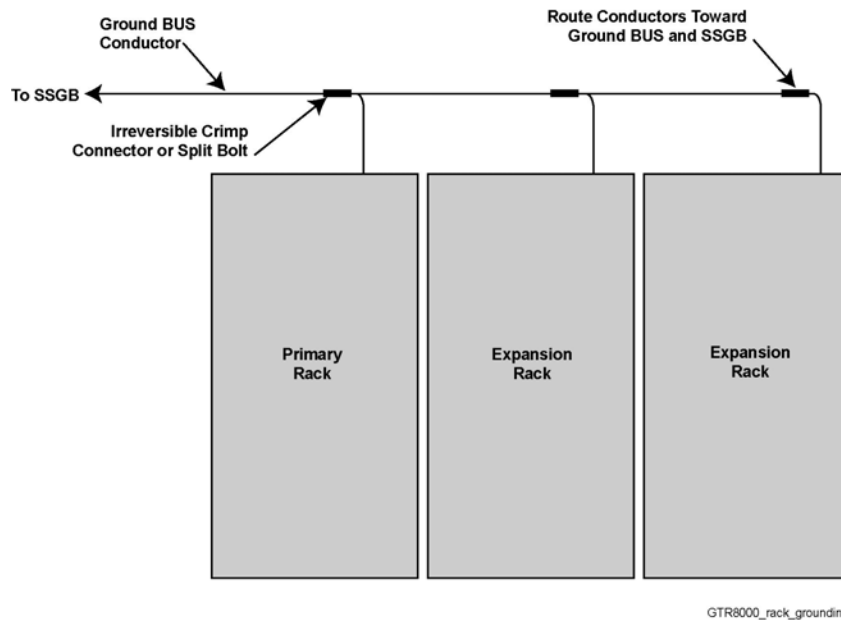 Ground BUS
Conductor
Route Conductors Toward
Ground BUS and SSGB
To SSGB
Irreversible Crimp
Connector or Split Bolt
Primary
Rack
Expansion
Rack
Expansion
Rack
GTR8000_rack_groundin